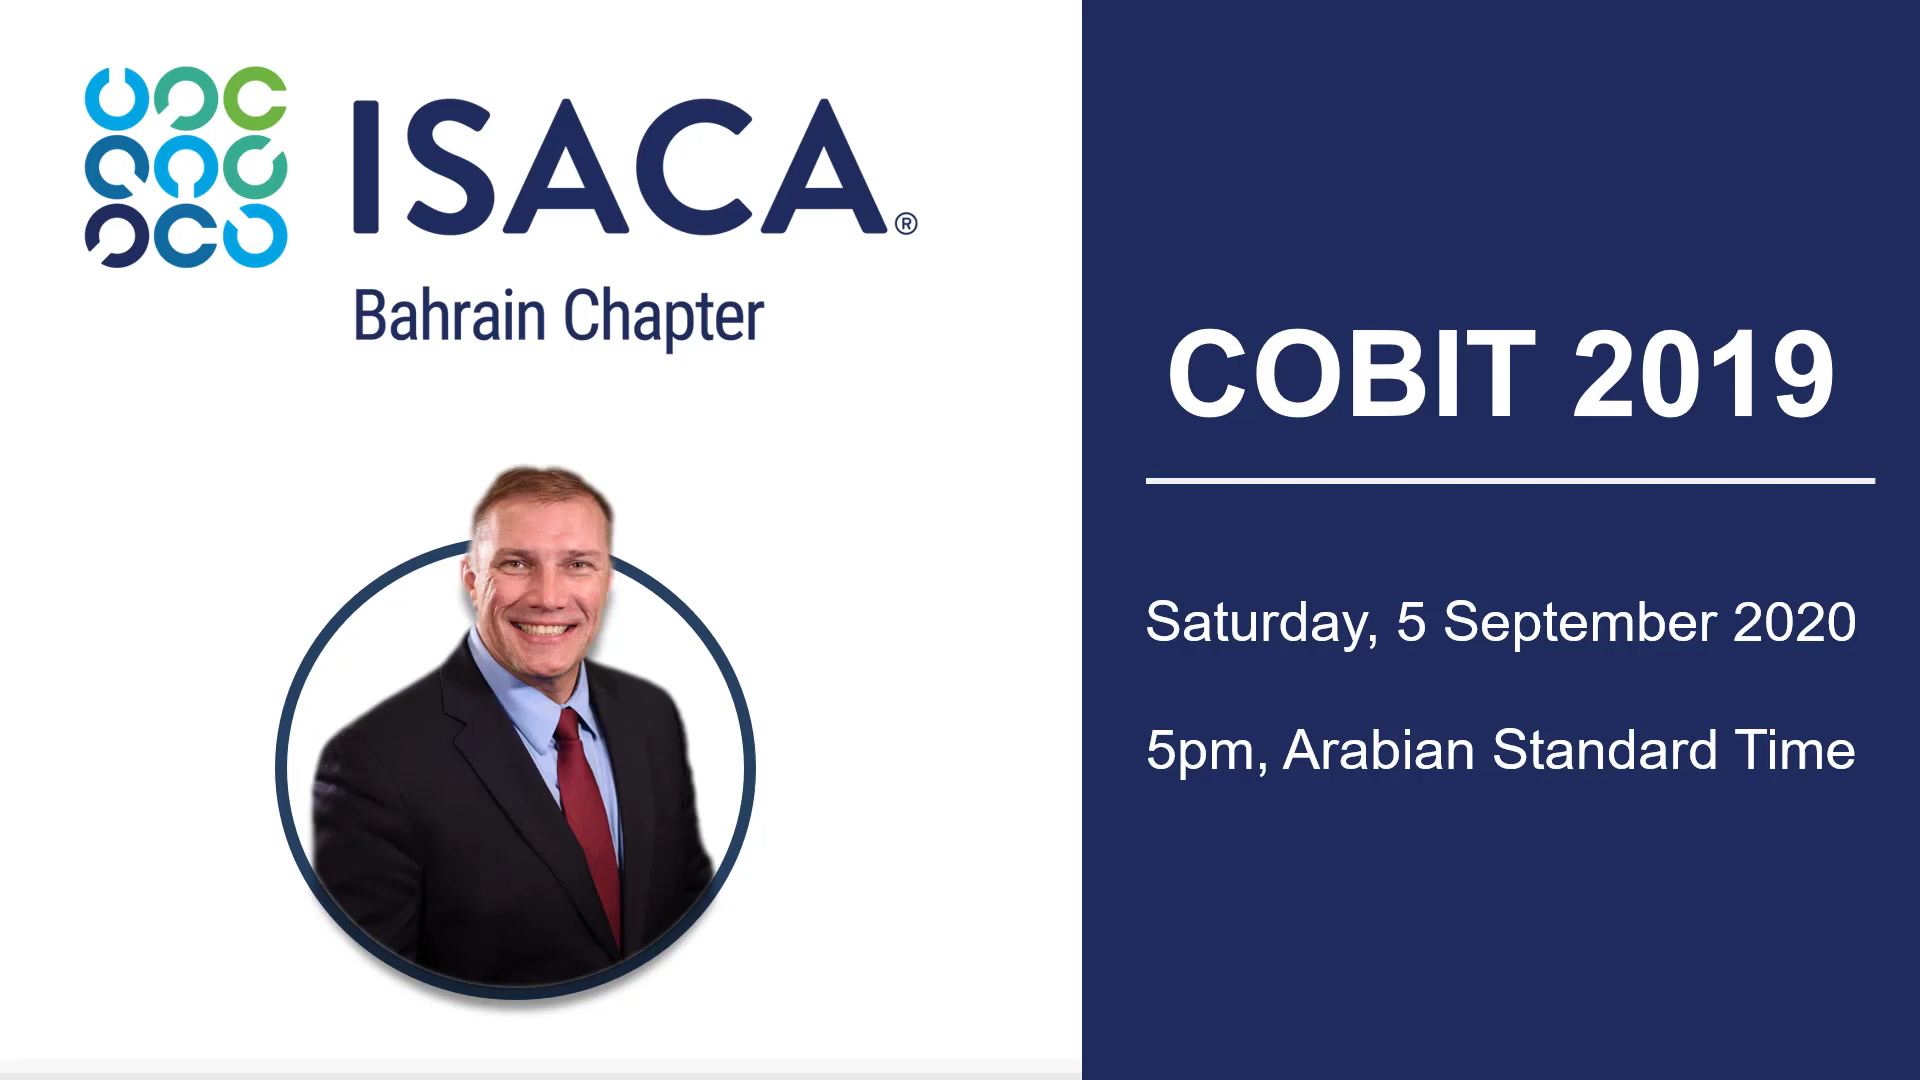 ISACA®
Bahrain Chapter
COBIT 2019
Saturday, 5 September 2020
5pm, Arabian Standard Time